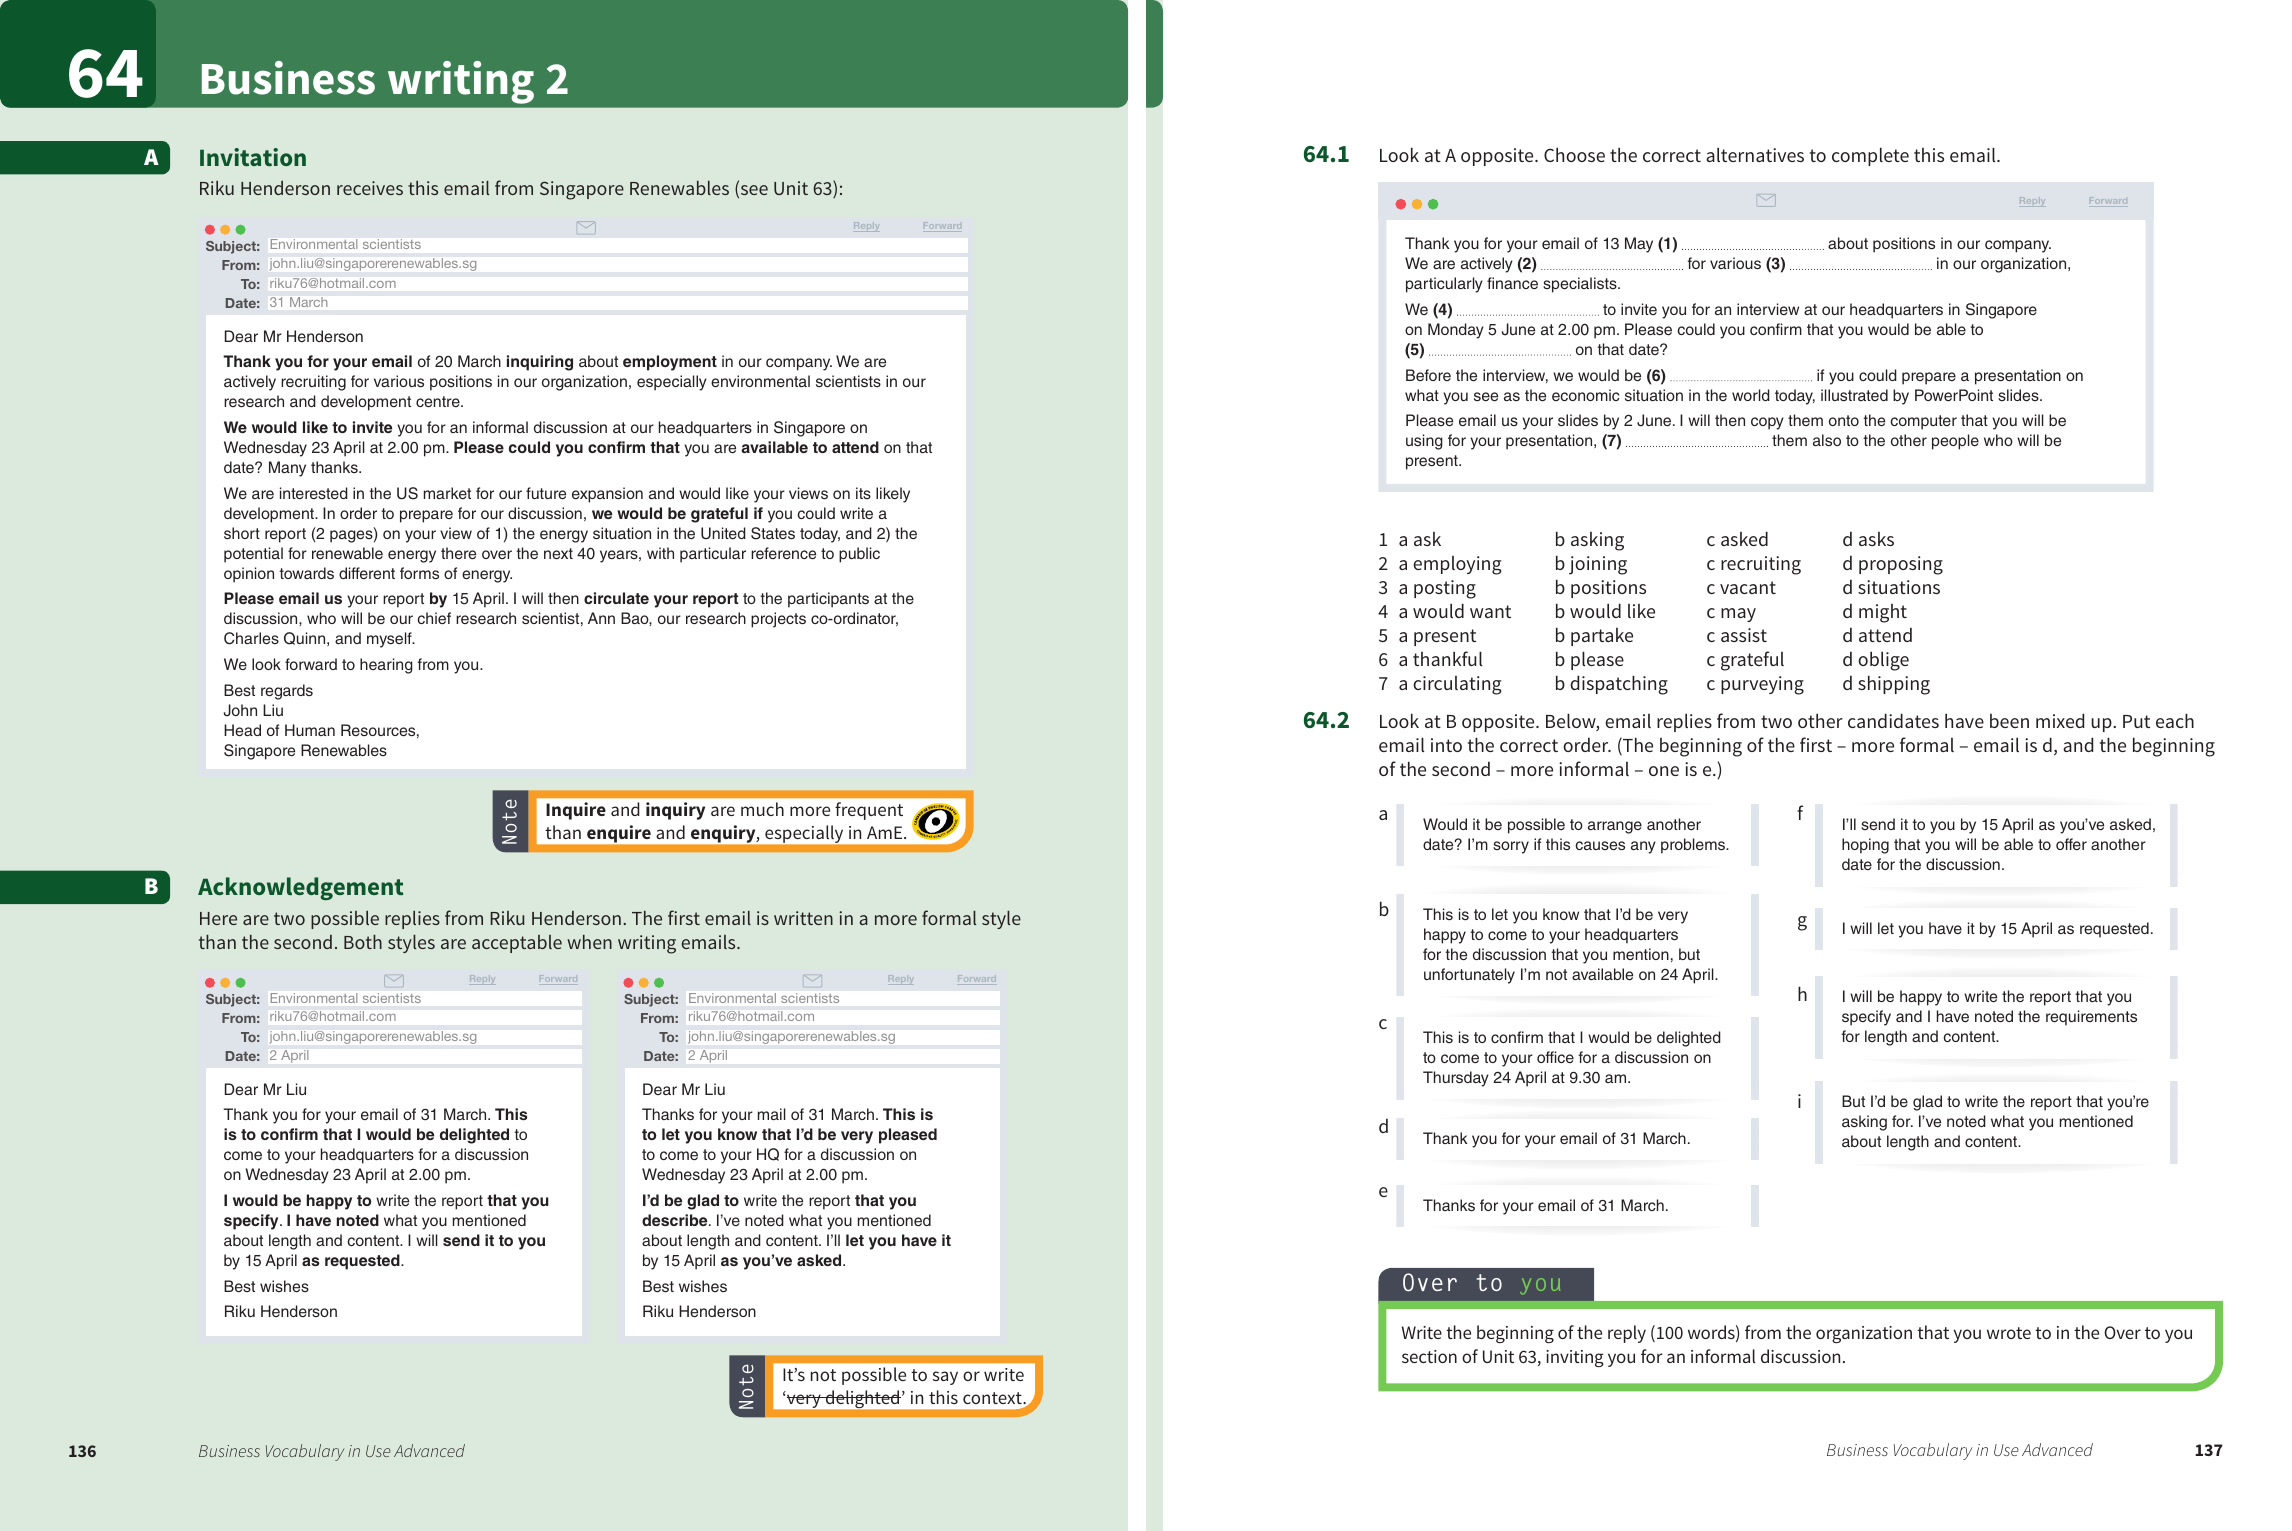 64
Business writing 2
A
Invitation
Riku Henderson receives this email from Singapore Renewables (see Unit 63):
Reply Forward
Subject: Environmental scientists
From: john.liu@singaporerenewables.sg
To: riku76@hotmail.com
Date: 31 March
Dear Mr Henderson
Thank you for your email of 20 March inquiring about employment in our company. We are
actively recruiting for various positions in our organization, especially environmental scientists in our
research and development centre.
We would like to invite you for an informal discussion at our headquarters in Singapore on
Wednesday 23 April at 2.00 pm. Please could you confirm that you are available to attend on that
date? Many thanks.
We are interested in the US market for our future expansion and would like your views on its likely
development. In order to prepare for our discussion, we would be grateful if you could write a
short report (2 pages) on your view of 1) the energy situation in the United States today, and 2) the
potential for renewable energy there over the next 40 years, with particular reference to public
opinion towards different forms of energy.
Please email us your report by 15 April. I will then circulate your report to the participants at the
discussion, who will be our chief research scientist, Ann Bao, our research projects co-ordinator,
Charles Quinn, and myself.
We look forward to hearing from you.
Best regards
John Liu
Head of Human Resources,
Singapore Renewables
Note
Inquire and inquiry are much more frequent
than enquire and enquiry, especially in AmE.
B
Acknowledgement
Here are two possible replies from Riku Henderson. The first email is written in a more formal style
than the second. Both styles are acceptable when writing emails.
Reply Forward
Subject: Environmental scientists
From: riku76@hotmail.com
To: john.liu@singaporerenewables.sg
Date: 2 April
Dear Mr Liu
Thank you for your email of 31 March. This
is to confirm that I would be delighted to
come to your headquarters for a discussion
on Wednesday 23 April at 2.00 pm.
I would be happy to write the report that you
specify. I have noted what you mentioned
about length and content. I will send it to you
by 15 April as requested.
Best wishes
Riku Henderson
Reply Forward
Subject: Environmental scientists
From: riku76@hotmail.com
To: john.liu@singaporerenewables.sg
Date: 2 April
Dear Mr Liu
Thanks for your mail of 31 March. This is
to let you know that I'd be very pleased
to come to your HQ for a discussion on
Wednesday 23 April at 2.00 pm.
I'd be glad to write the report that you
describe. I've noted what you mentioned
about length and content. I'll let you have it
by 15 April as you've asked.
Best wishes
Riku Henderson
Note
It's not possible to say or write
'very delighted' in this context.
136 Business Vocabulary in Use Advanced
64.1 Look at A opposite. Choose the correct alternatives to complete this email.
Reply Forward
Thank you for your email of 13 May (1) .......... about positions in our company.
We are actively (2) .......... for various (3) .......... in our organization,
particularly finance specialists.
We (4) .......... to invite you for an interview at our headquarters in Singapore
on Monday 5 June at 2.00 pm. Please could you confirm that you would be able to
(5) .......... on that date?
Before the interview, we would be (6) .......... if you could prepare a presentation on
what you see as the economic situation in the world today, illustrated by PowerPoint slides.
Please email us your slides by 2 June. I will then copy them onto the computer that you will be
using for your presentation, (7) .......... them also to the other people who will be
present.
1 a ask b asking c asked d asks
2 a employing b joining c recruiting d proposing
3 a posting b positions c vacant d situations
4 a would want b would like c may d might
5 a present b partake c assist d attend
6 a thankful b please c grateful d oblige
7 a circulating b dispatching c purveying d shipping
64.2 Look at B opposite. Below, email replies from two other candidates have been mixed up. Put each
email into the correct order. (The beginning of the first – more formal – email is d, and the beginning
of the second – more informal – one is e.)
a
Would it be possible to arrange another
date? I'm sorry if this causes any problems.
b
This is to let you know that I'd be very
happy to come to your headquarters
for the discussion that you mention, but
unfortunately I'm not available on 24 April.
c
This is to confirm that I would be delighted
to come to your office for a discussion on
Thursday 24 April at 9.30 am.
d
Thank you for your email of 31 March.
e
Thanks for your email of 31 March.
f
I'll send it to you by 15 April as you've asked,
hoping that you will be able to offer another
date for the discussion.
g
I will let you have it by 15 April as requested.
h
I will be happy to write the report that you
specify and I have noted the requirements
for length and content.
i
But I'd be glad to write the report that you're
asking for. I've noted what you mentioned
about length and content.
Over to you
Write the beginning of the reply (100 words) from the organization that you wrote to in the Over to you
section of Unit 63, inviting you for an informal discussion.
Business Vocabulary in Use Advanced 137